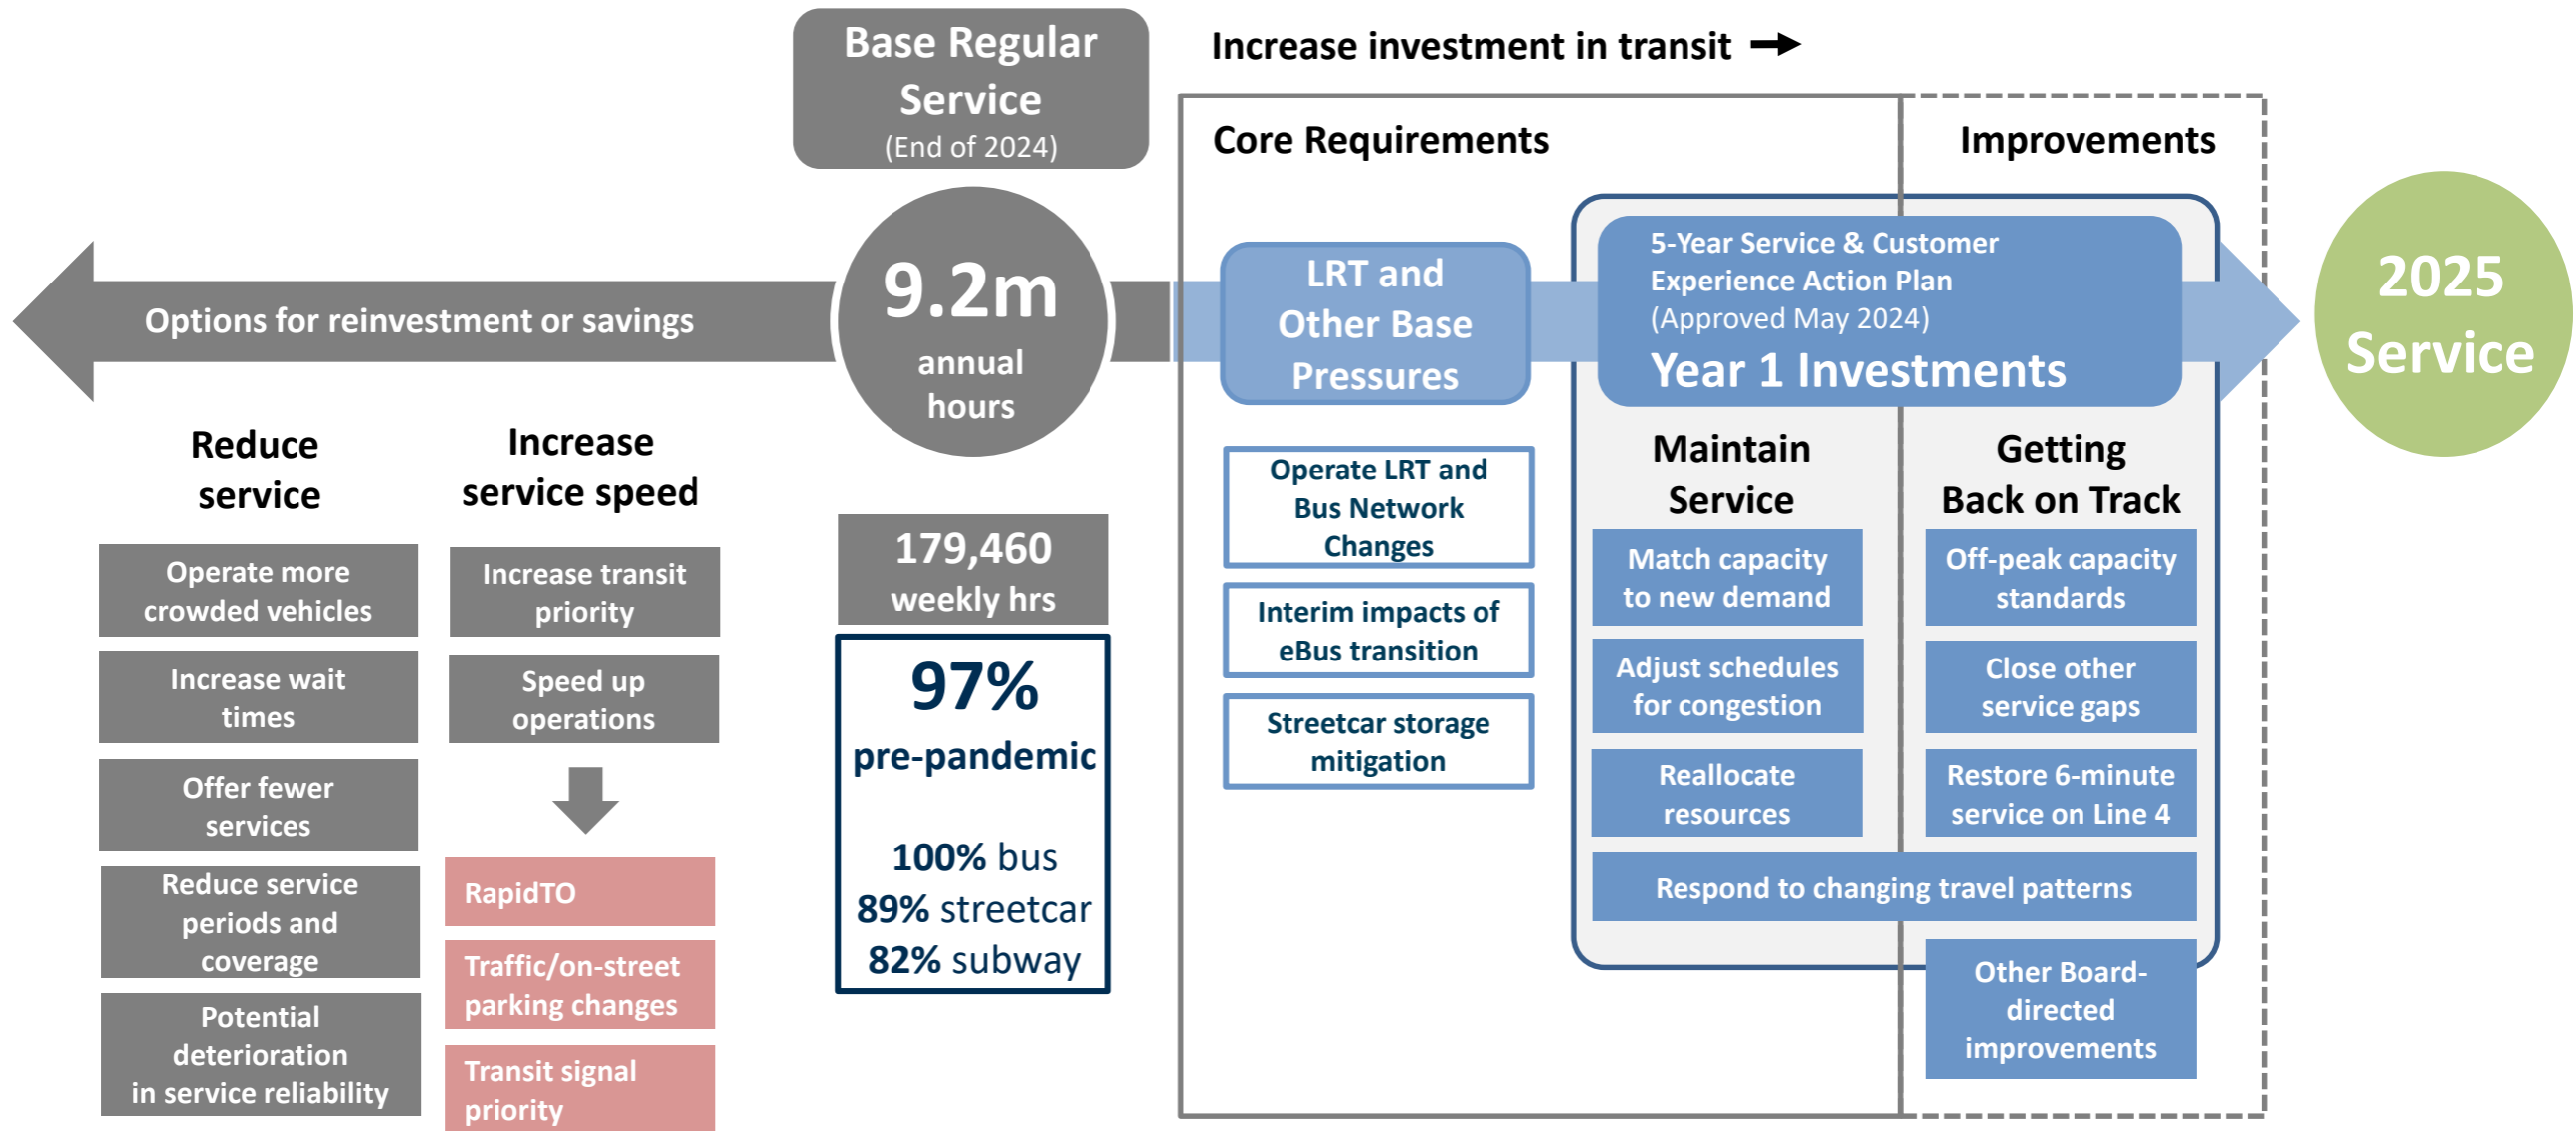 Base Regular
Service
(End of 2024)
Increase investment in transit
Core Requirements
Improvements
Options for reinvestment or savings
9.2m
annual
hours
LRT and
Other Base
Pressures
5-Year Service & Customer
Experience Action Plan
(Approved May 2024)
Year 1 Investments
2025
Service
Reduce
service
Operate more
crowded vehicles
Increase wait
times
Offer fewer
services
Reduce service
periods and
coverage
Potential
deterioration
in service reliability
Increase
service speed
Increase transit
priority
Speed up
operations
RapidTO
Traffic/on-street
parking changes
Transit signal
priority
179,460
weekly hrs
97%
pre-pandemic
100% bus
89% streetcar
82% subway
Operate LRT and
Bus Network
Changes
Interim impacts of
eBus transition
Streetcar storage
mitigation
Maintain
Service
Match capacity
to new demand
Adjust schedules
for congestion
Reallocate
resources
Getting
Back on Track
Off-peak capacity
standards
Close other
service gaps
Restore 6-minute
service on Line 4
Respond to changing travel patterns
Other Board-
directed
improvements